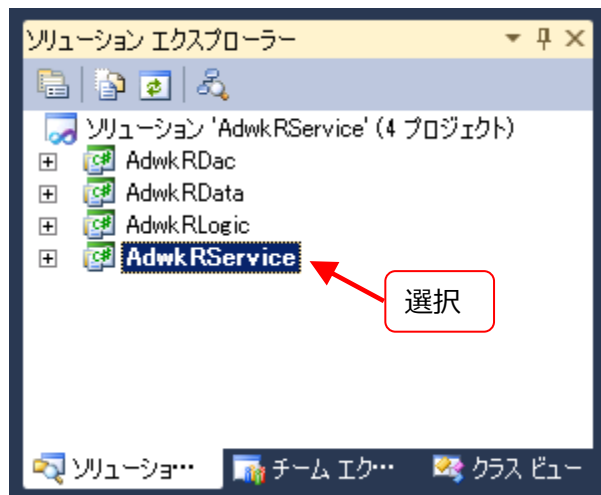 ソリューション エクスプローラー
ソリューション 'AdwkRService' (4 プロジェクト)
AdwkRDac
AdwkRData
AdwkRLogic
AdwkRService
選択
ソリューショ… チーム エク… クラス ビュー